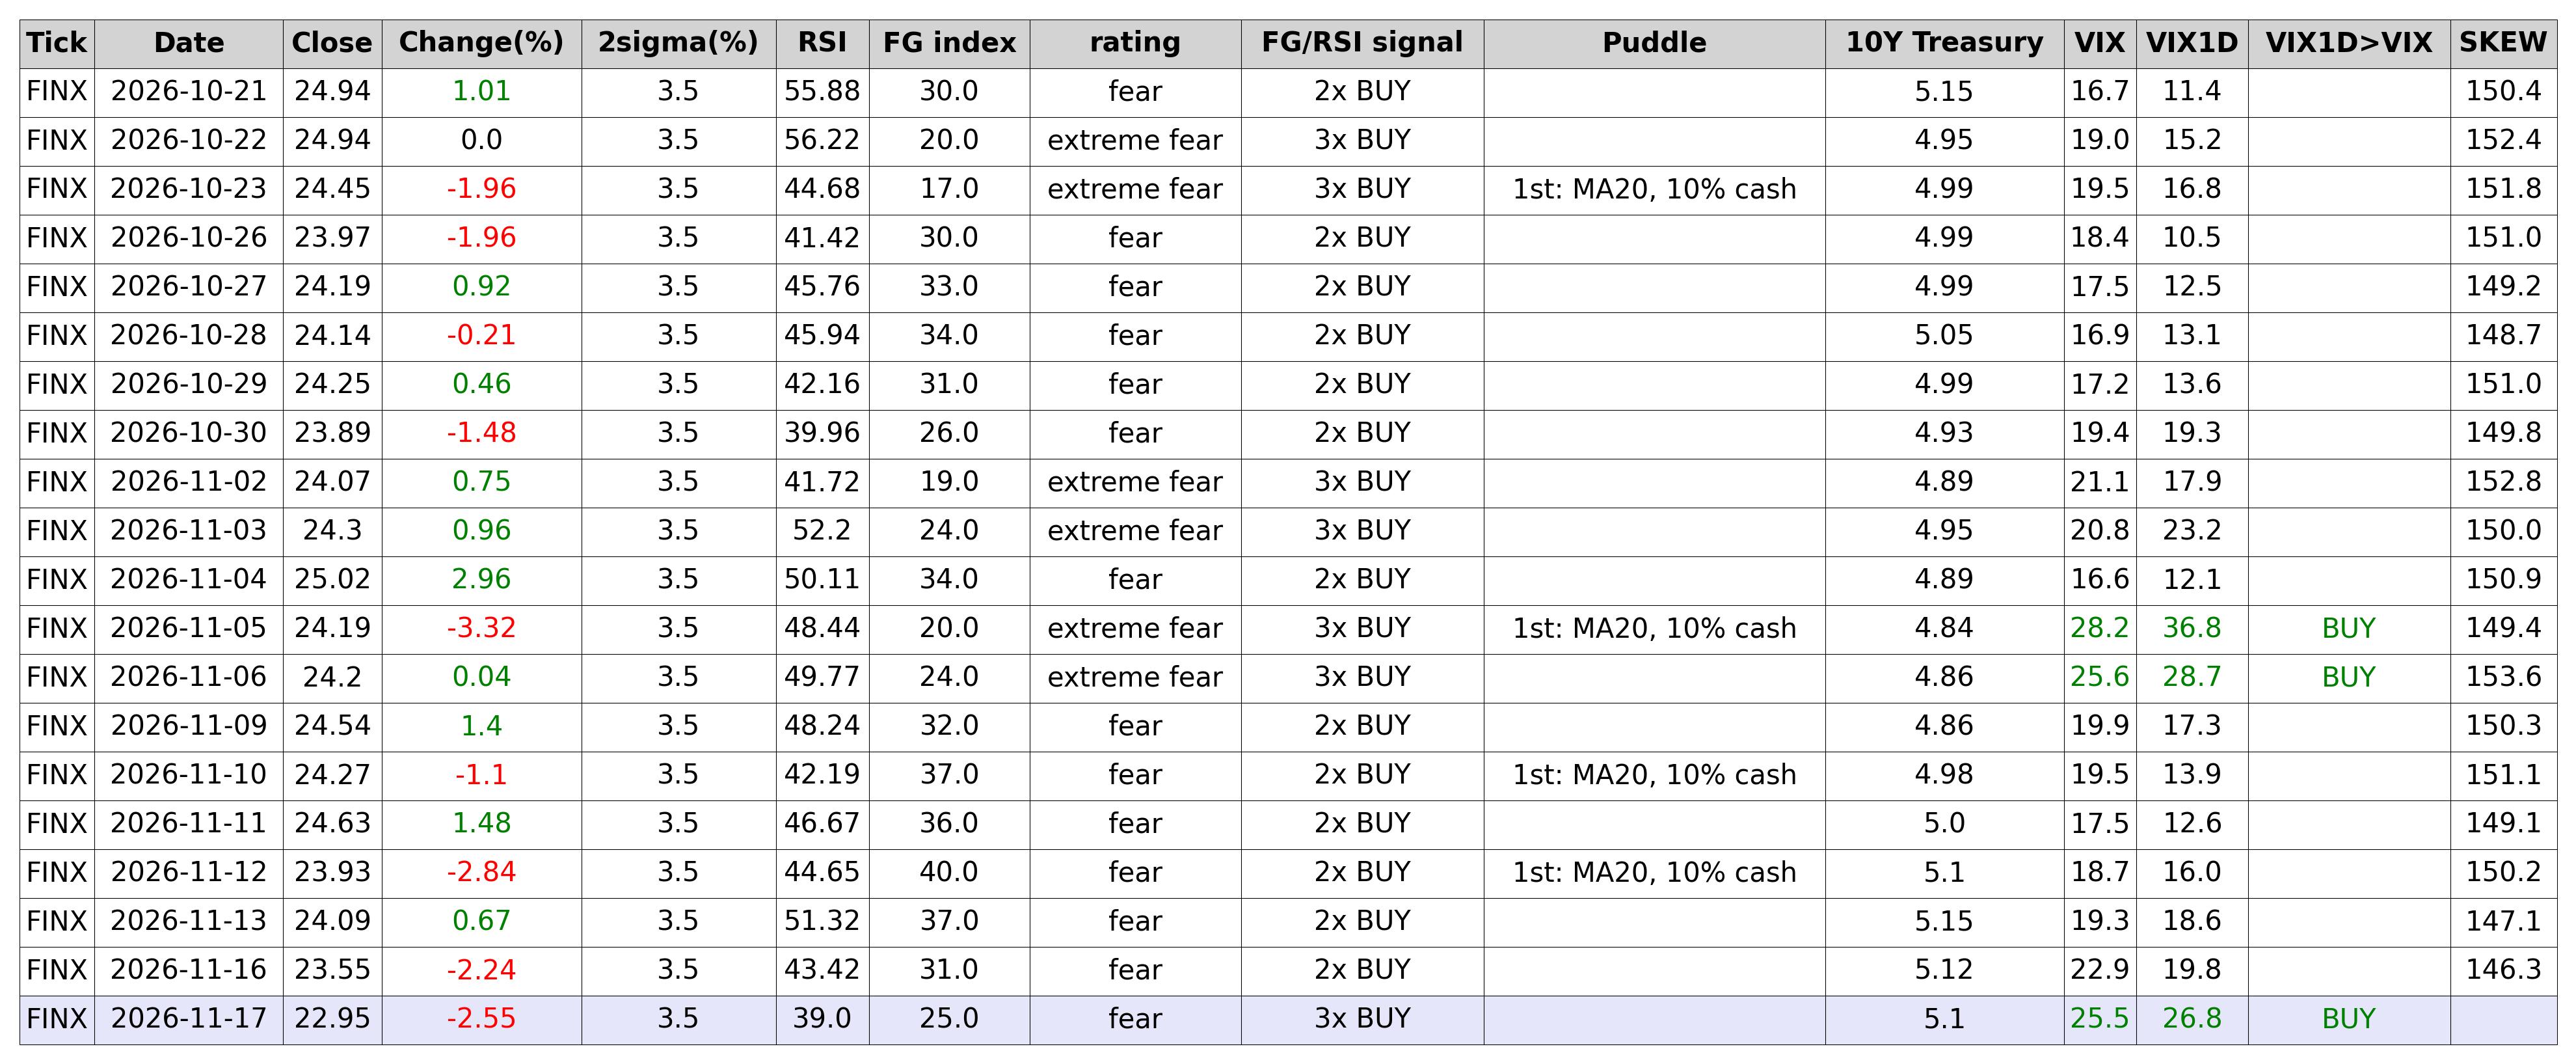 Tick Date Close Change(%) 2sigma(%) RSI FG index rating FG/RSI signal Puddle 10Y Treasury VIX VIX1D VIX1D>VIX SKEW
FINX 2026-10-21 24.94 1.01 3.5 55.88 30.0 fear 2x BUY 5.15 16.7 11.4 150.4
FINX 2026-10-22 24.94 0.0 3.5 56.22 20.0 extreme fear 3x BUY 4.95 19.0 15.2 152.4
FINX 2026-10-23 24.45 -1.96 3.5 44.68 17.0 extreme fear 3x BUY 1st: MA20, 10% cash 4.99 19.5 16.8 151.8
FINX 2026-10-26 23.97 -1.96 3.5 41.42 30.0 fear 2x BUY 4.99 18.4 10.5 151.0
FINX 2026-10-27 24.19 0.92 3.5 45.76 33.0 fear 2x BUY 4.99 17.5 12.5 149.2
FINX 2026-10-28 24.14 -0.21 3.5 45.94 34.0 fear 2x BUY 5.05 16.9 13.1 148.7
FINX 2026-10-29 24.25 0.46 3.5 42.16 31.0 fear 2x BUY 4.99 17.2 13.6 151.0
FINX 2026-10-30 23.89 -1.48 3.5 39.96 26.0 fear 2x BUY 4.93 19.4 19.3 149.8
FINX 2026-11-02 24.07 0.75 3.5 41.72 19.0 extreme fear 3x BUY 4.89 21.1 17.9 152.8
FINX 2026-11-03 24.3 0.96 3.5 52.2 24.0 extreme fear 3x BUY 4.95 20.8 23.2 150.0
FINX 2026-11-04 25.02 2.96 3.5 50.11 34.0 fear 2x BUY 4.89 16.6 12.1 150.9
FINX 2026-11-05 24.19 -3.32 3.5 48.44 20.0 extreme fear 3x BUY 1st: MA20, 10% cash 4.84 28.2 36.8 BUY 149.4
FINX 2026-11-06 24.2 0.04 3.5 49.77 24.0 extreme fear 3x BUY 4.86 25.6 28.7 BUY 153.6
FINX 2026-11-09 24.54 1.4 3.5 48.24 32.0 fear 2x BUY 4.86 19.9 17.3 150.3
FINX 2026-11-10 24.27 -1.1 3.5 42.19 37.0 fear 2x BUY 1st: MA20, 10% cash 4.98 19.5 13.9 151.1
FINX 2026-11-11 24.63 1.48 3.5 46.67 36.0 fear 2x BUY 5.0 17.5 12.6 149.1
FINX 2026-11-12 23.93 -2.84 3.5 44.65 40.0 fear 2x BUY 1st: MA20, 10% cash 5.1 18.7 16.0 150.2
FINX 2026-11-13 24.09 0.67 3.5 51.32 37.0 fear 2x BUY 5.15 19.3 18.6 147.1
FINX 2026-11-16 23.55 -2.24 3.5 43.42 31.0 fear 2x BUY 5.12 22.9 19.8 146.3
FINX 2026-11-17 22.95 -2.55 3.5 39.0 25.0 fear 3x BUY 5.1 25.5 26.8 BUY